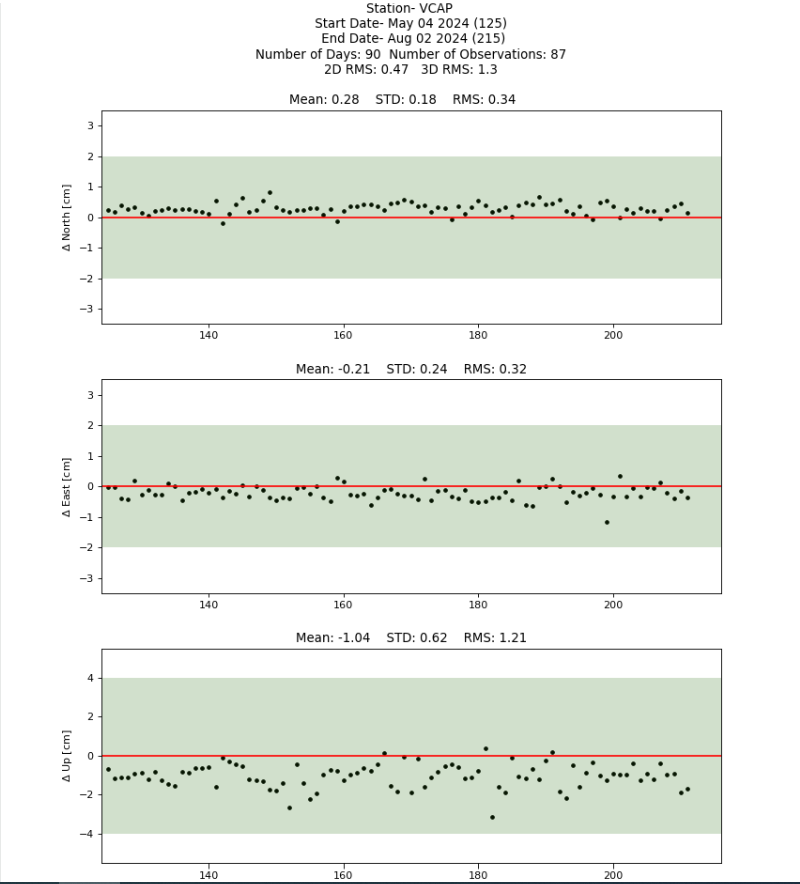 Station- VCAP
Start Date- May 04 2024 (125)
End Date- Aug 02 2024 (215)
Number of Days: 90 Number of Observations: 87
2D RMS: 0.47 3D RMS: 1.3
Mean: 0.28 STD: 0.18 RMS: 0.34
3
2
1
0
−1
−2
−3
Δ North [cm]
140 160 180 200
Mean: -0.21 STD: 0.24 RMS: 0.32
3
2
1
0
−1
−2
−3
Δ East [cm]
140 160 180 200
Mean: -1.04 STD: 0.62 RMS: 1.21
4
2
0
−2
−4
Δ Up [cm]
140 160 180 200